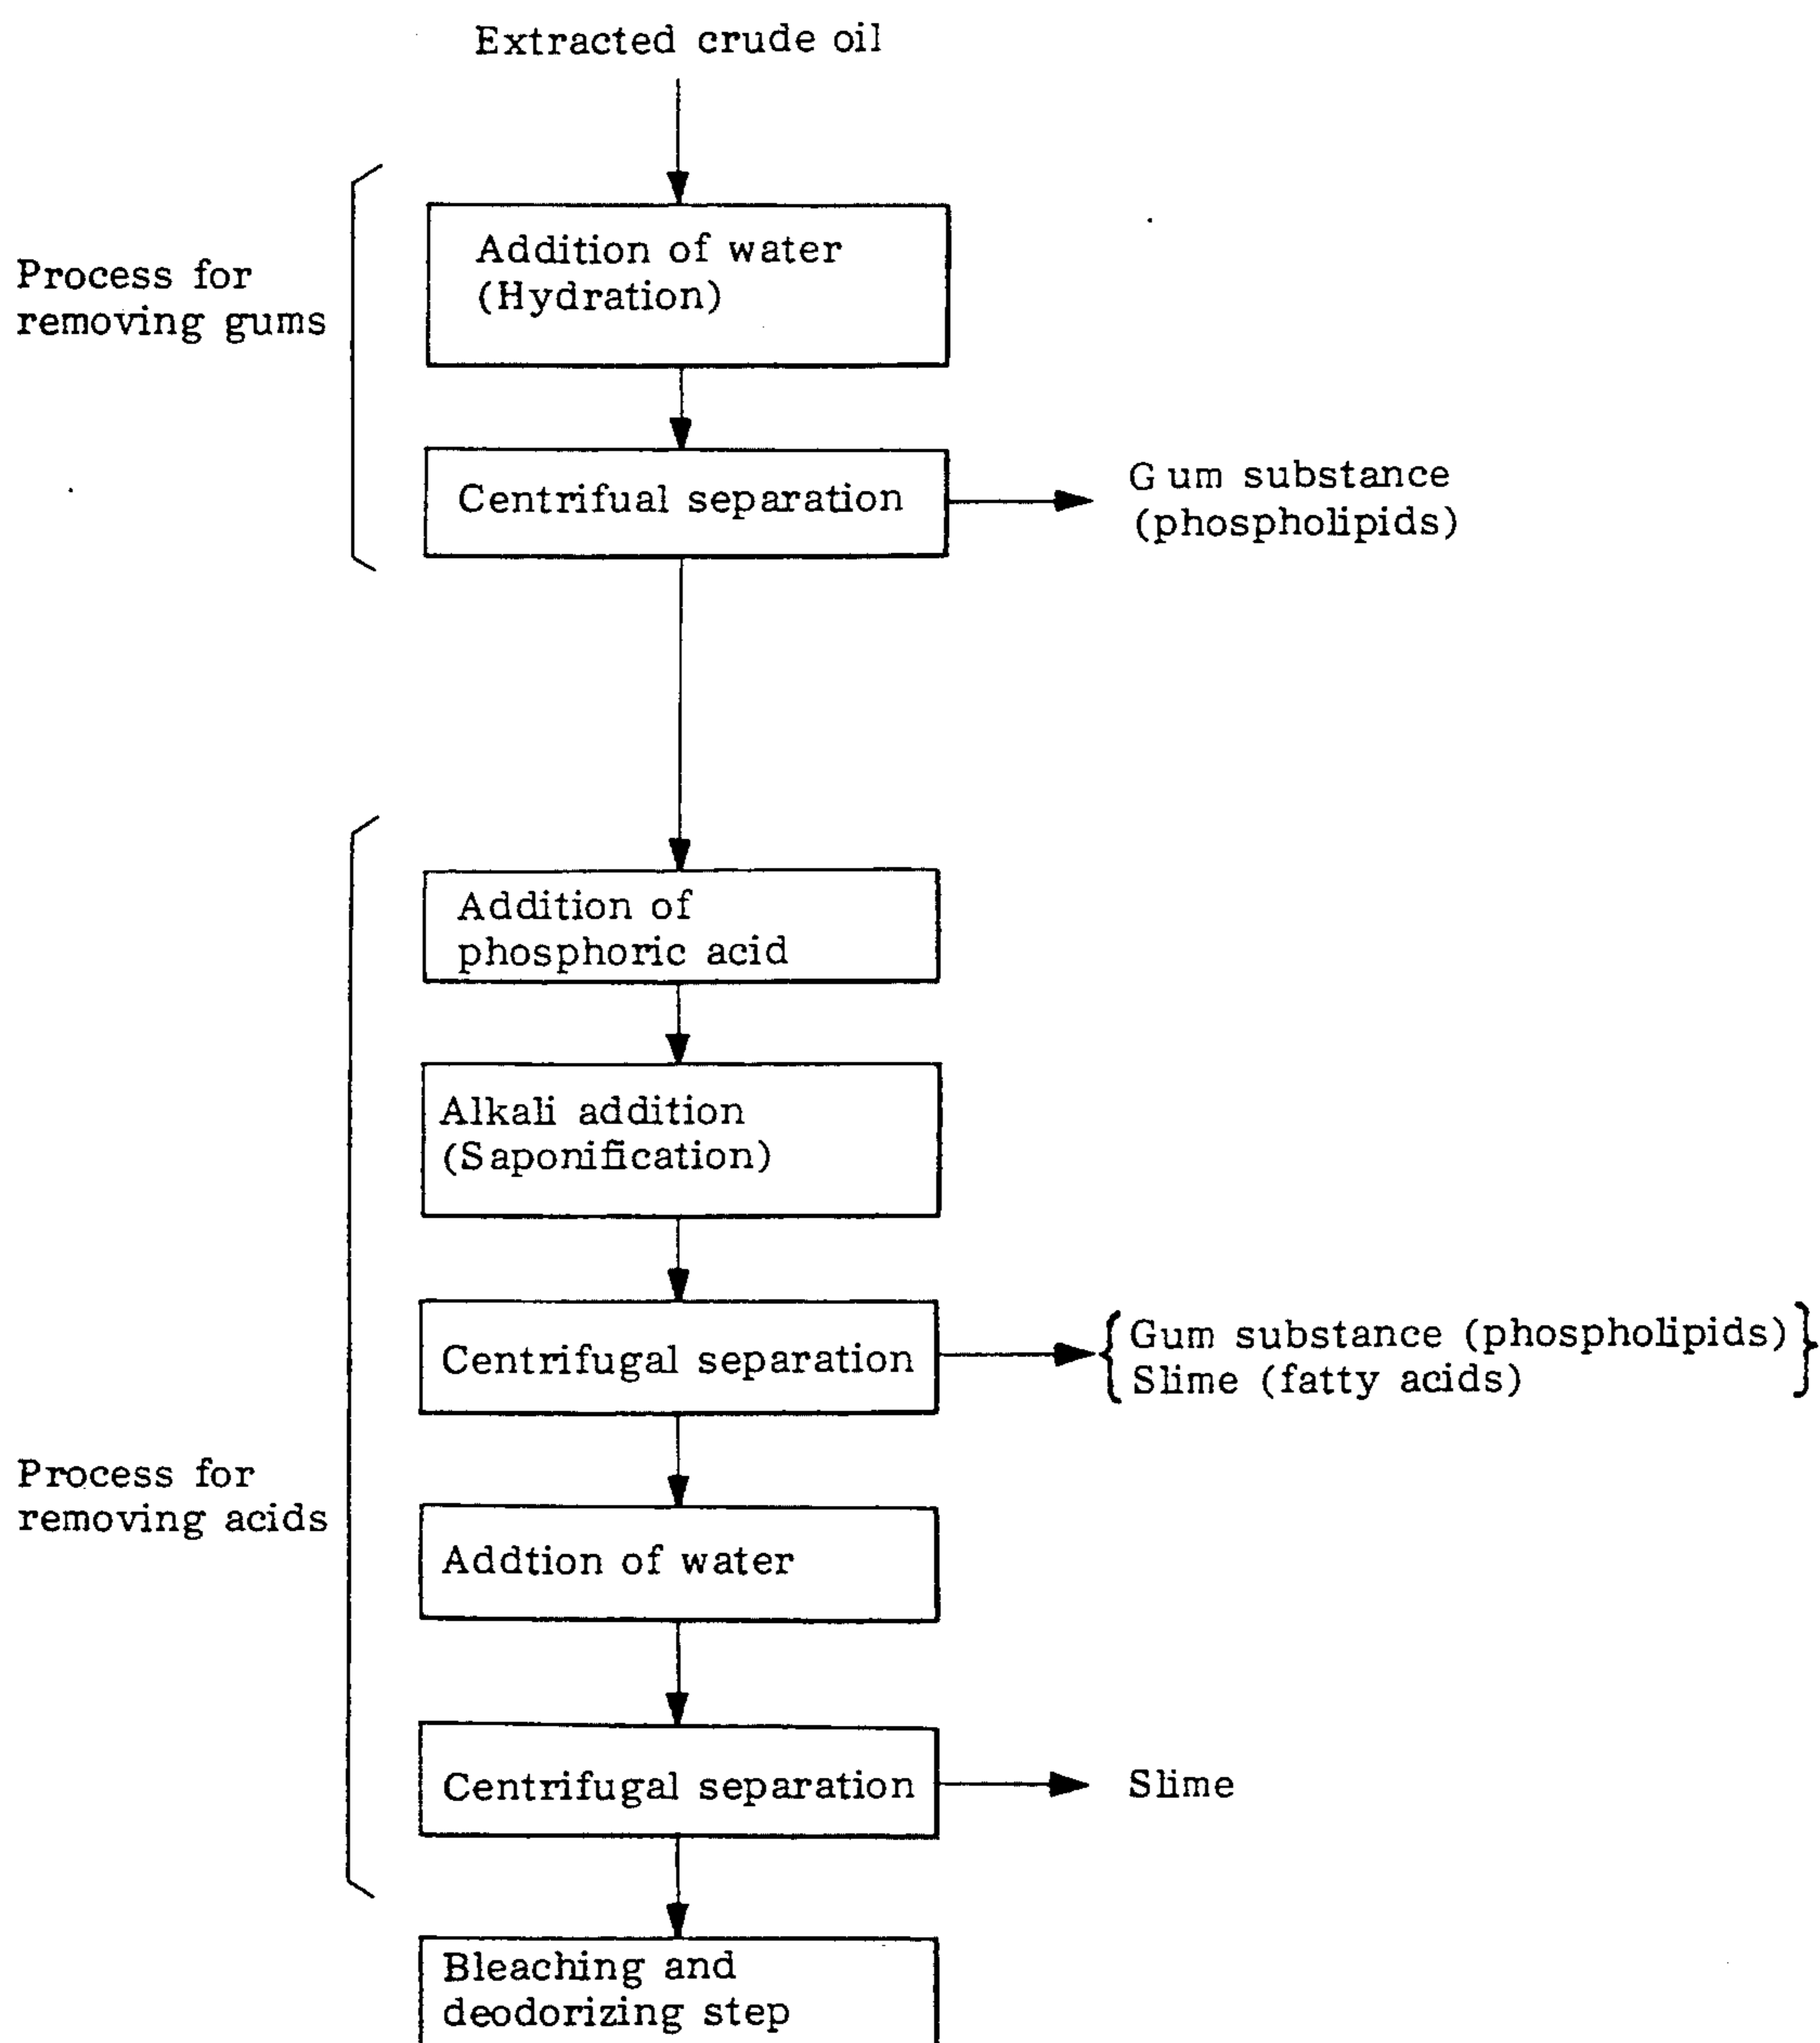 Extracted crude oil
Process for
removing gums
Addition of water
(Hydration)
Centrifual separation
Gum substance
(phospholipids)
Addition of
phosphoric acid
Alkali addition
(Saponification)
Centrifugal separation
Gum substance (phospholipids)
Slime (fatty acids)
Process for
removing acids
Addtion of water
Centrifugal separation
Slime
Bleaching and
deodorizing step